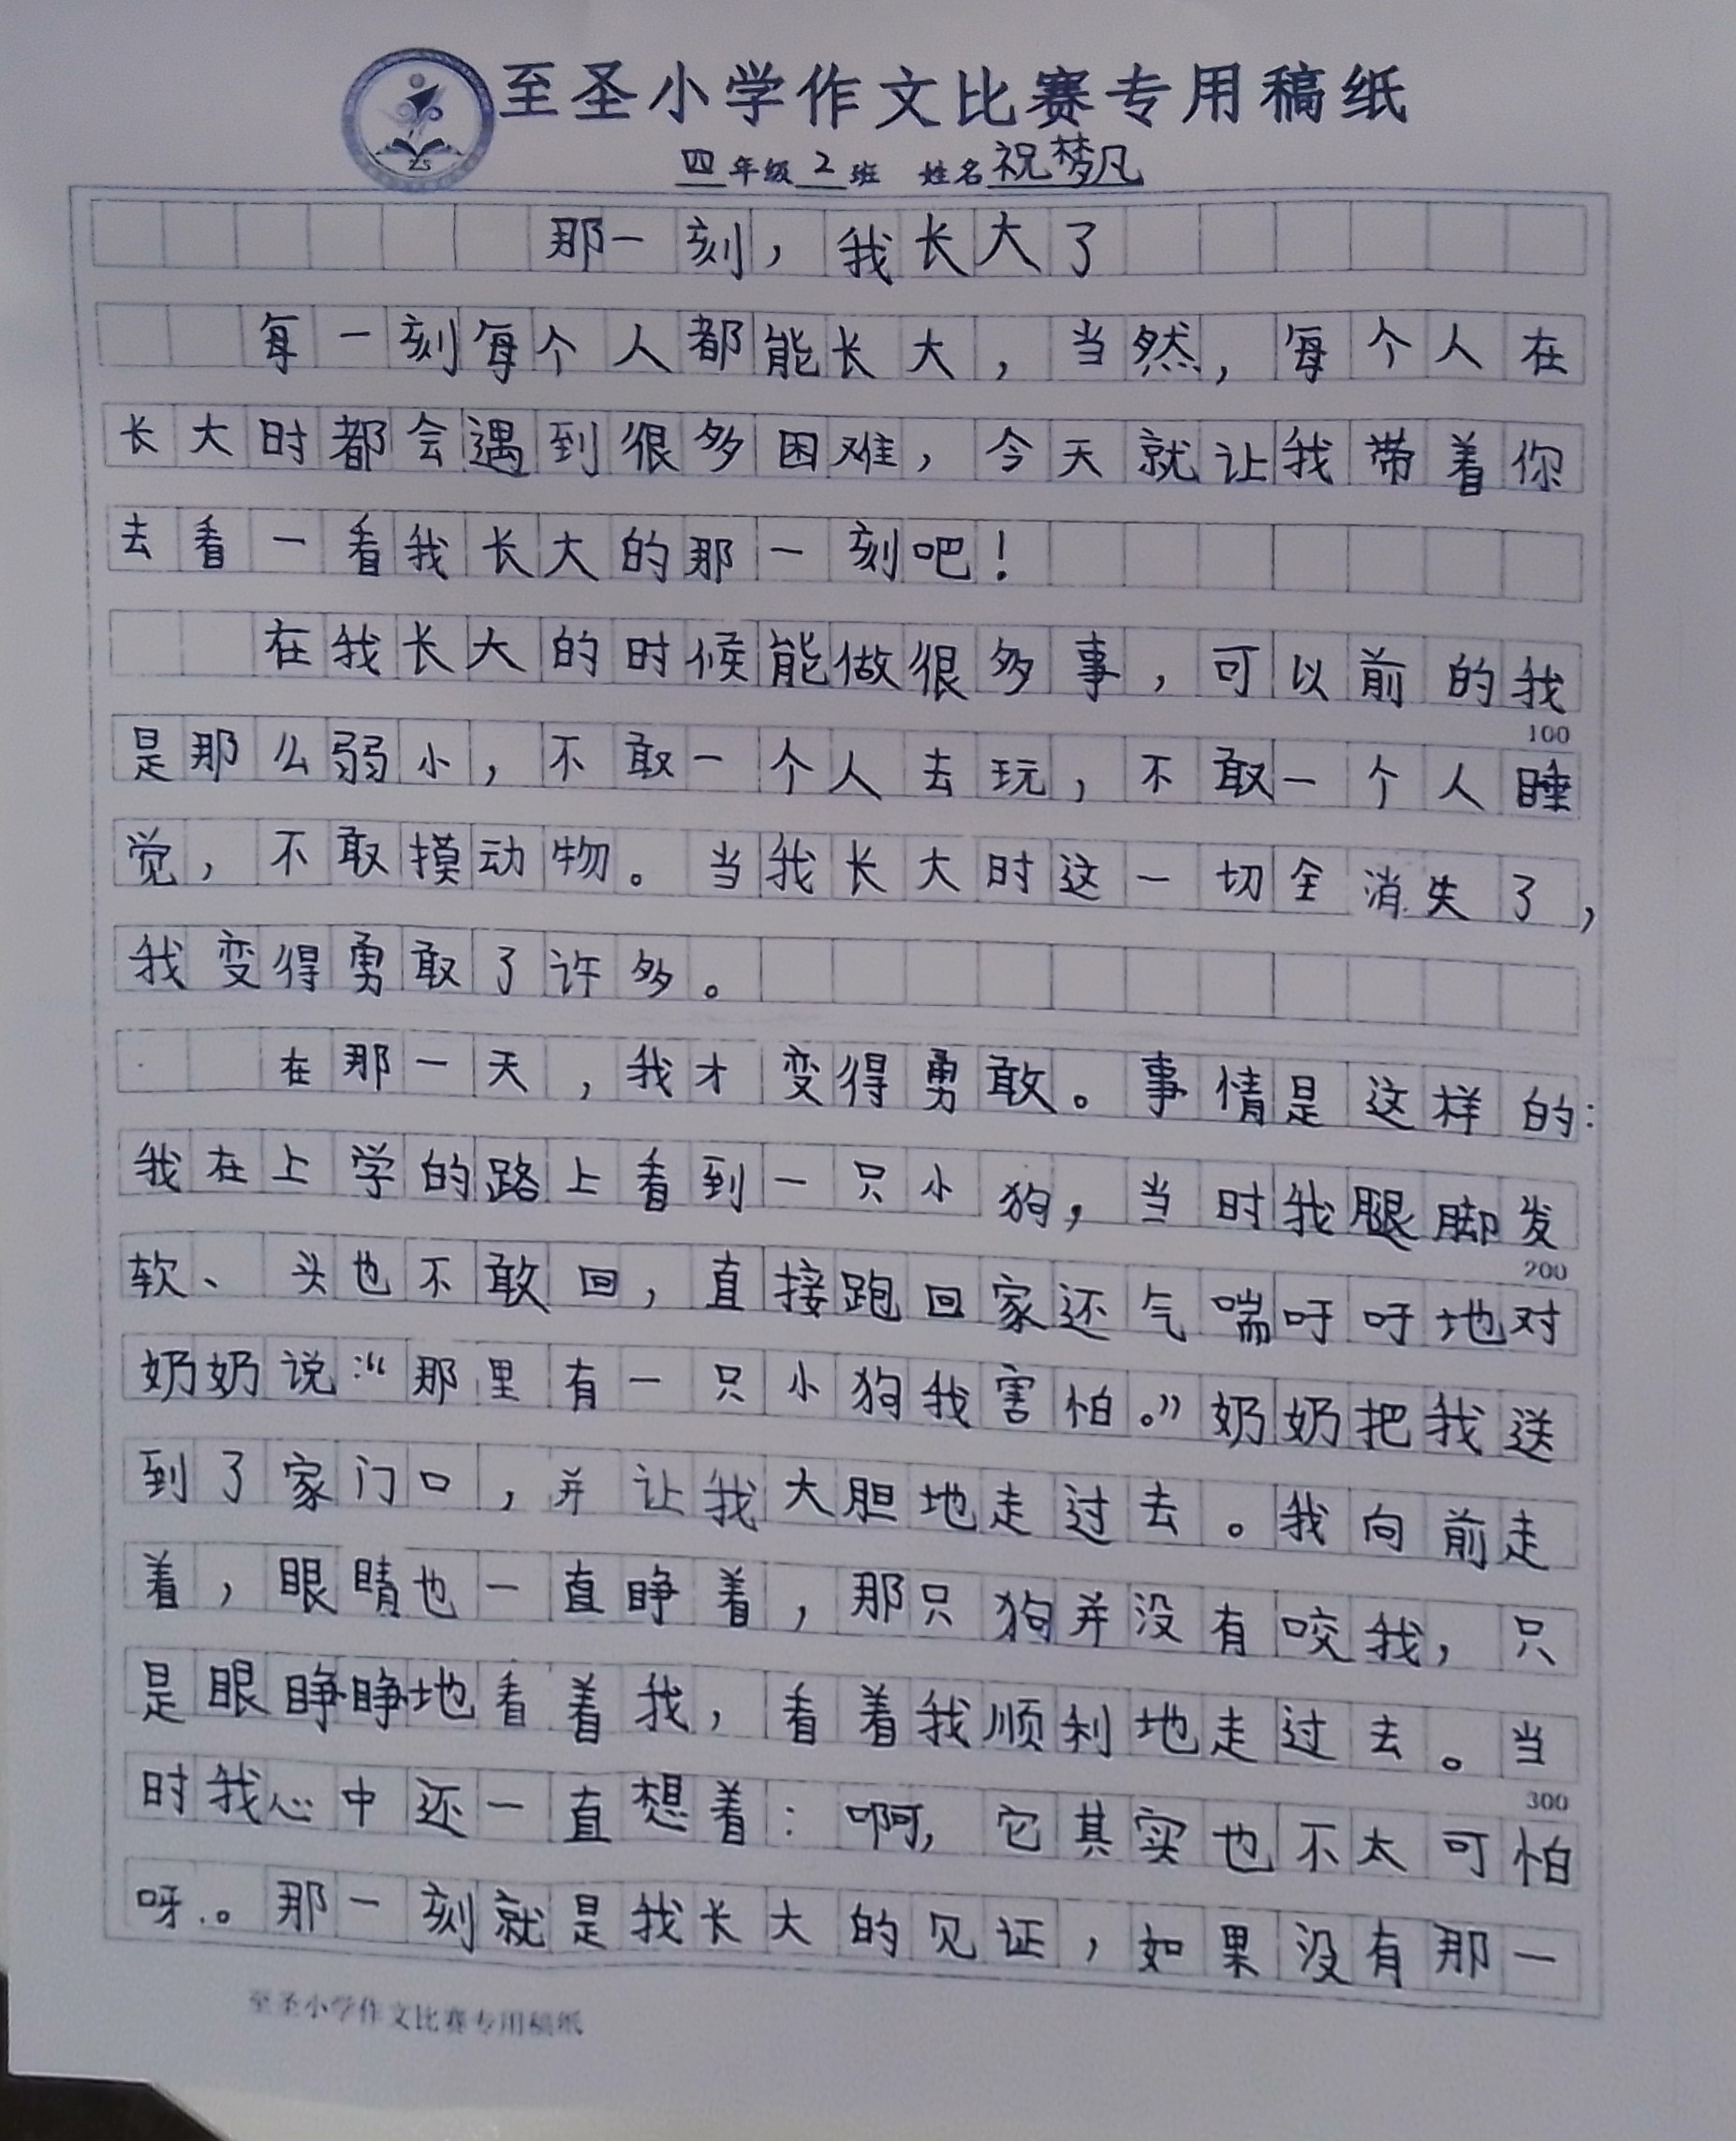 至圣小学作文比赛专用稿纸
ZS
四年级2班 姓名祝梦凡
那一刻，我长大了
每一刻每个人都能长大，当然，每个人在
长大时都会遇到很多困难，今天就让我带着你
去看一看我长大的那一刻吧！
在我长大的时候能做很多事，可以前的我
100
是那么弱小，不敢一个人去玩，不敢一个人睡
觉，不敢摸动物。当我长大时这一切全消失了，
我变得勇敢了许多。
在那一天，我才变得勇敢。事情是这样的：
我在上学的路上看到一只小狗，当时我腿脚发
200
软、头也不敢回，直接跑回家还气喘吁吁地对
奶奶说：“那里有一只小狗我害怕。”奶奶把我送
到了家门口，并让我大胆地走过去。我向前走
着，眼睛也一直睁着，那只狗并没有咬我，只
是眼睁睁地看着我，看着我顺利地走过去。当
300
时我心中还一直想着：啊，它其实也不太可怕
呀。那一刻就是我长大的见证，如果没有那一
至圣小学作文比赛专用稿纸